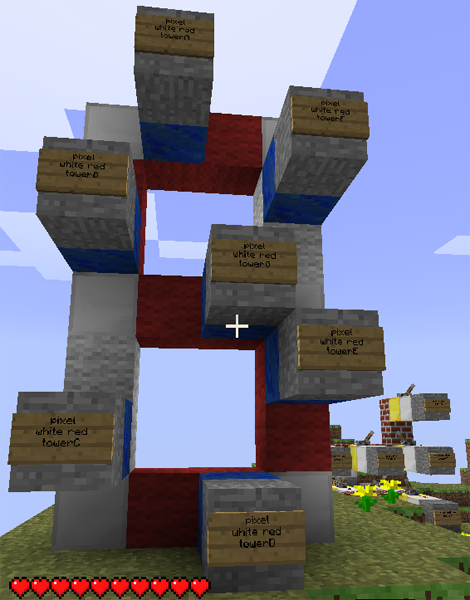 pixel
white red
towerA
pixel
white red
towerF
pixel
white red
towerB
pixel
white red
towerG
pixel
white red
towerE
pixel
white red
towerC
pixel
white red
towerD